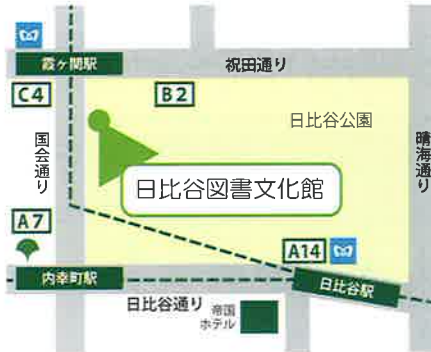 霞ヶ関駅
祝田通り
C4
B2
日比谷公園
国会通り
晴海通り
日比谷図書文化館
A7
A14
内幸町駅
日比谷駅
日比谷通り
帝国
ホテル